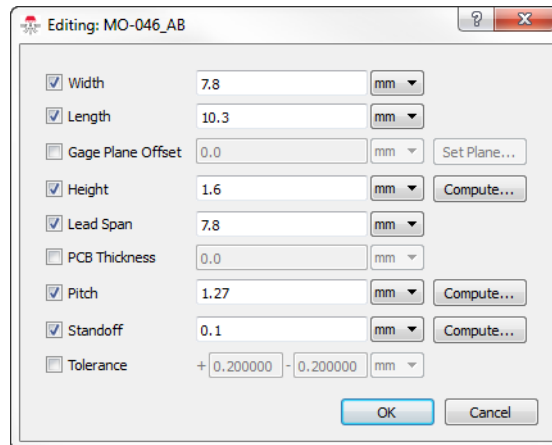 Editing: MO-046_AB
Width 7.8 mm
Length 10.3 mm
Gage Plane Offset 0.0 mm Set Plane...
Height 1.6 mm Compute...
Lead Span 7.8 mm
PCB Thickness 0.0 mm
Pitch 1.27 mm Compute...
Standoff 0.1 mm Compute...
Tolerance + 0.200000 - 0.200000 mm
OK Cancel